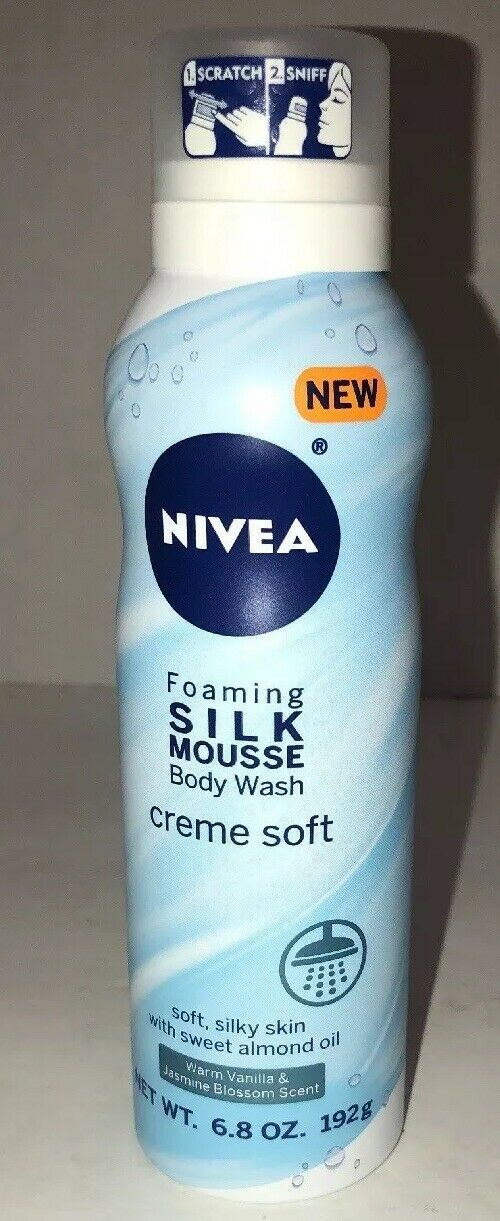 1. SCRATCH 2. SNIFF
NEW
NIVEA®
Foaming
SILK
MOUSSE
Body Wash
creme soft
soft, silky skin
with sweet almond oil
Warm Vanilla &
Jasmine Blossom Scent
NET WT. 6.8 OZ. 192g